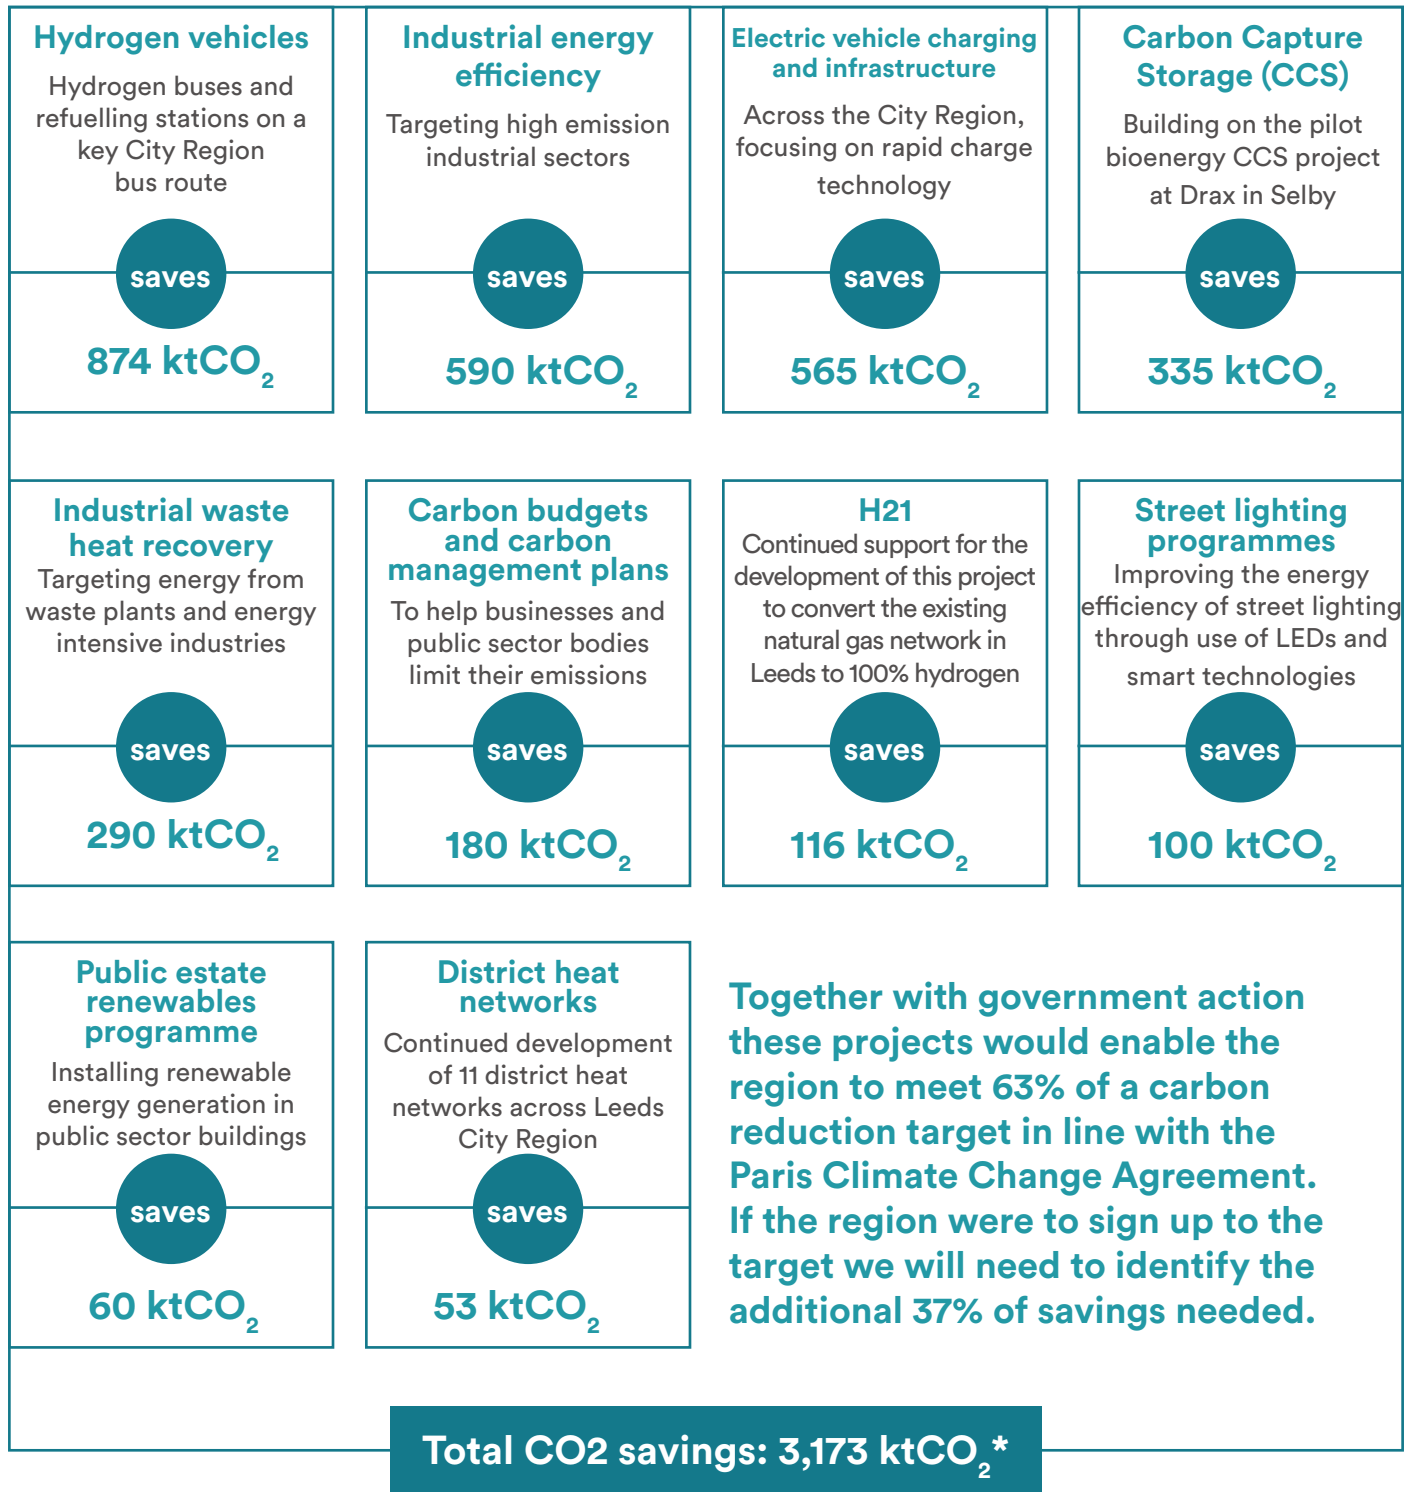 Hydrogen vehicles
Hydrogen buses and
refuelling stations on a
key City Region
bus route
saves
874 ktCO₂
Industrial energy
efficiency
Targeting high emission
industrial sectors
saves
590 ktCO₂
Electric vehicle charging
and infrastructure
Across the City Region,
focusing on rapid charge
technology
saves
565 ktCO₂
Carbon Capture
Storage (CCS)
Building on the pilot
bioenergy CCS project
at Drax in Selby
saves
335 ktCO₂
Industrial waste
heat recovery
Targeting energy from
waste plants and energy
intensive industries
saves
290 ktCO₂
Carbon budgets
and carbon
management plans
To help businesses and
public sector bodies
limit their emissions
saves
180 ktCO₂
H21
Continued support for the
development of this project
to convert the existing
natural gas network in
Leeds to 100% hydrogen
saves
116 ktCO₂
Street lighting
programmes
Improving the energy
efficiency of street lighting
through use of LEDs and
smart technologies
saves
100 ktCO₂
Public estate
renewables
programme
Installing renewable
energy generation in
public sector buildings
saves
60 ktCO₂
District heat
networks
Continued development
of 11 district heat
networks across Leeds
City Region
saves
53 ktCO₂
Together with government action
these projects would enable the
region to meet 63% of a carbon
reduction target in line with the
Paris Climate Change Agreement.
If the region were to sign up to the
target we will need to identify the
additional 37% of savings needed.
Total CO2 savings: 3,173 ktCO₂*